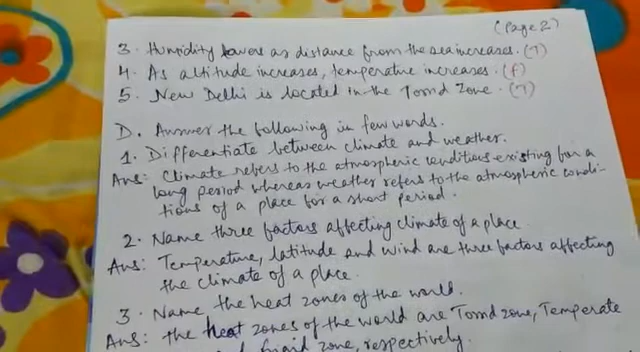 (Page 2)
3. Humidity lowers as distance from the sea increases. (T)
4. As altitude increases, temperature increases. (f)
5. New Delhi is located in the Torrid Zone. (T)
D. Answer the following in few words.
1. Differentiate between climate and weather.
Ans: Climate refers to the atmospheric conditions existing for a
long period whereas weather refers to the atmospheric condi-
tions of a place for a short period.
2. Name three factors affecting climate of a place
Ans: Temperature, latitude and wind are three factors affecting
the climate of a place.
3. Name, the heat zones of the world.
Ans: The heat zones of the world are Torrid zone, Temperate
frigid zone, respectively.